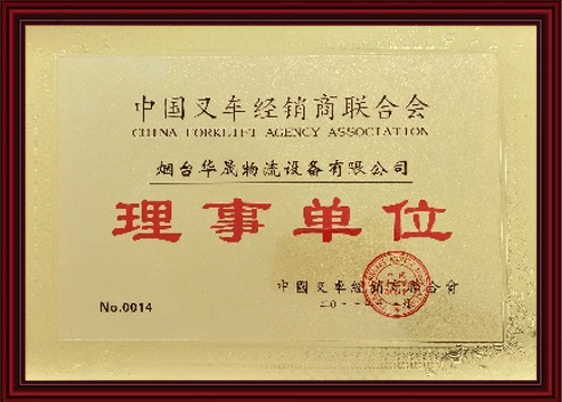 中国叉车经销商联合会
CHINA FORKLIFT AGENCY ASSOCIATION
烟台华晟物流设备有限公司
理事单位
中國叉车经销商联合會
No.0014